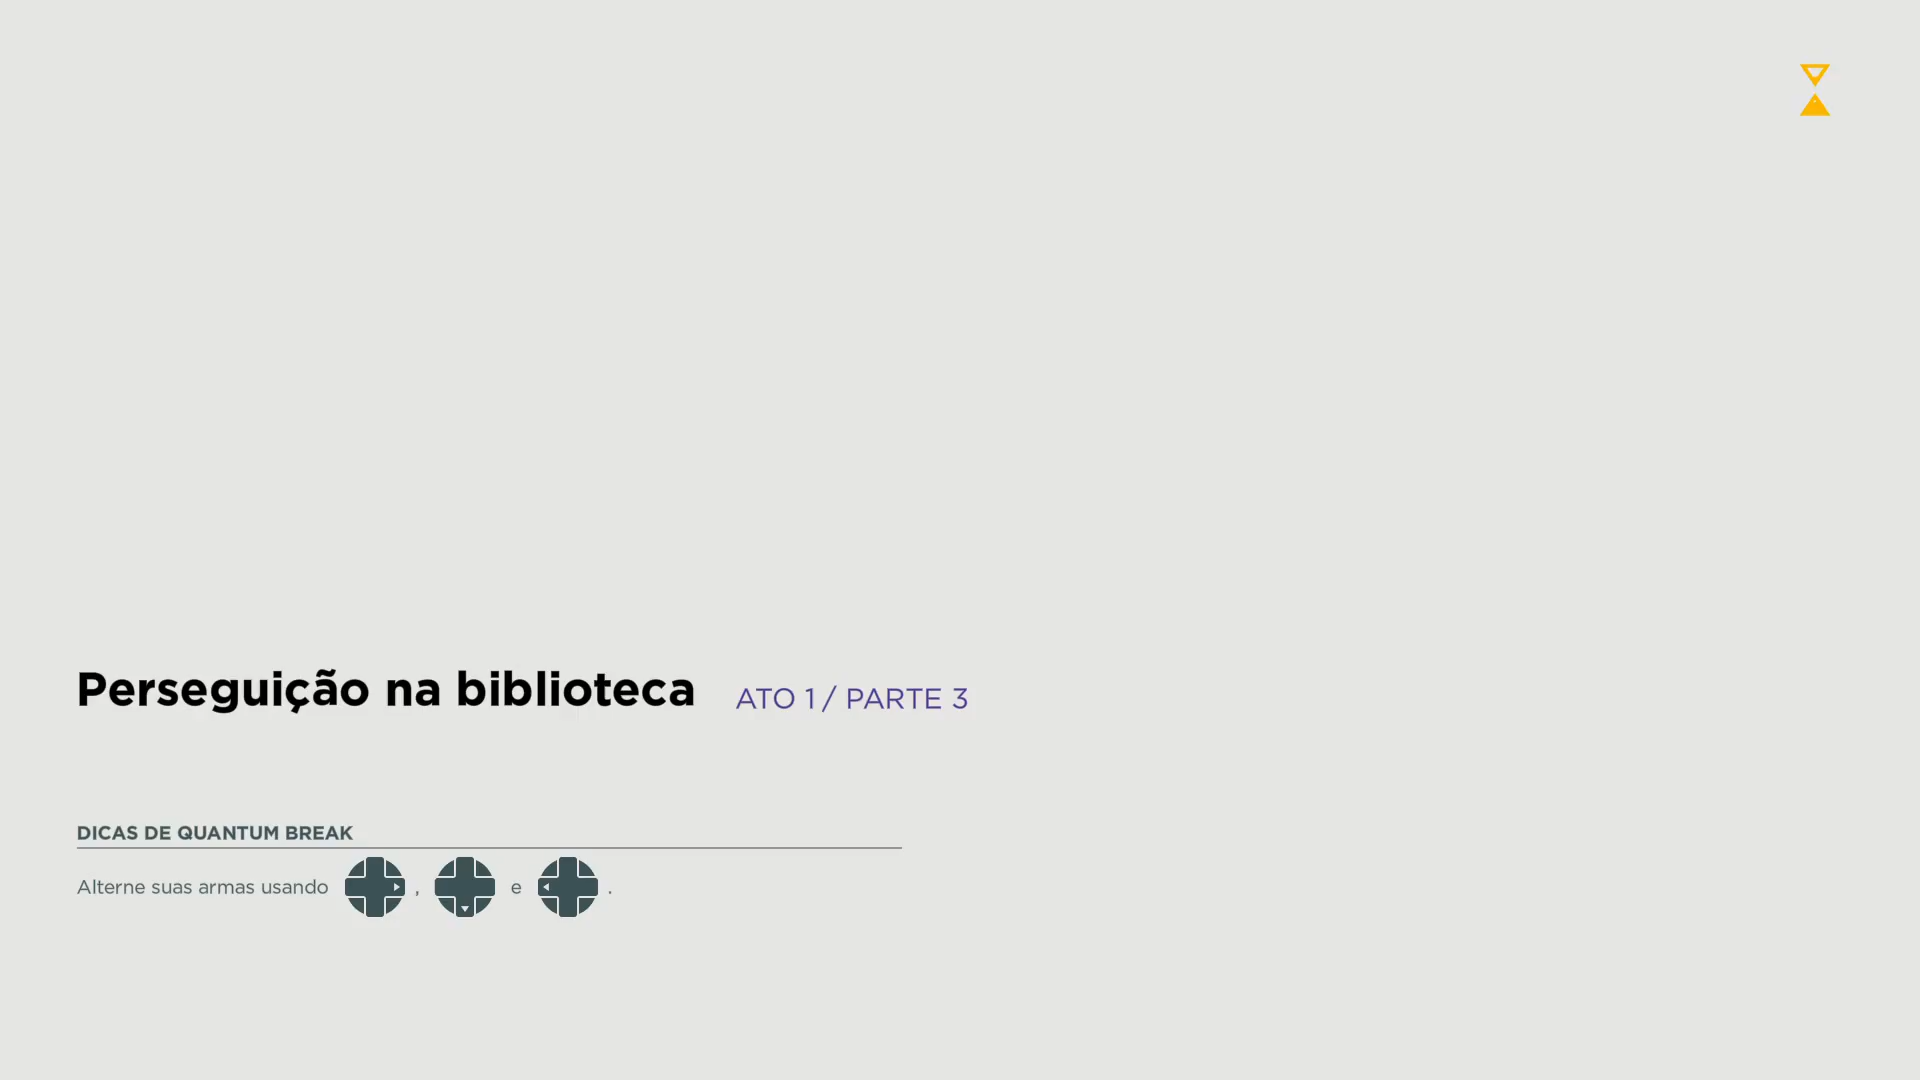 Perseguição na biblioteca ATO 1 / PARTE 3
DICAS DE QUANTUM BREAK
Alterne suas armas usando , e .